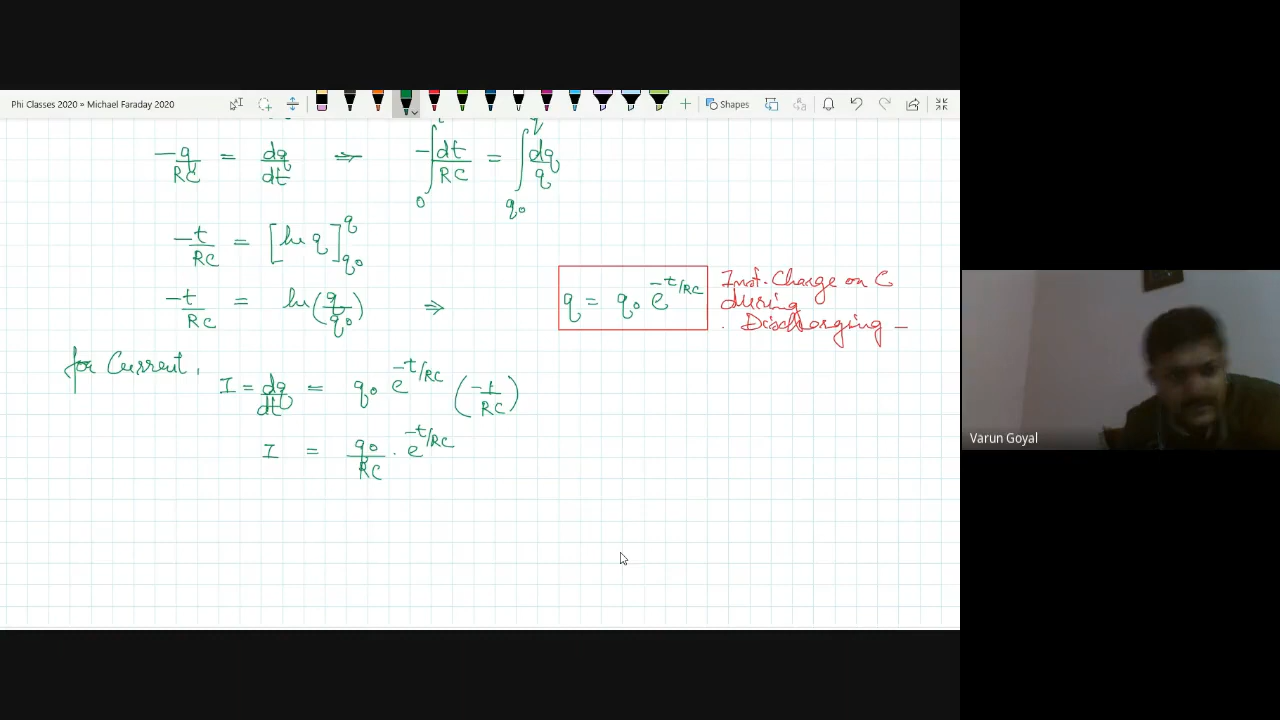 Phi Classes 2020 » Michael Faraday 2020
Shapes
-q/RC = dq/dt ⇒ -∫₀ᵗ dt/RC = ∫_{q₀}^{q} dq/q
-t/RC = [ln q]_{q₀}^{q}
-t/RC = ln(q/q₀) ⇒ q = q₀ e^{-t/RC}
Inst. Charge on C
during
. Discharging –
for Current,
I = dq/dt = q₀ e^{-t/RC} (-1/RC)
I = q₀/RC . e^{-t/RC}
Varun Goyal